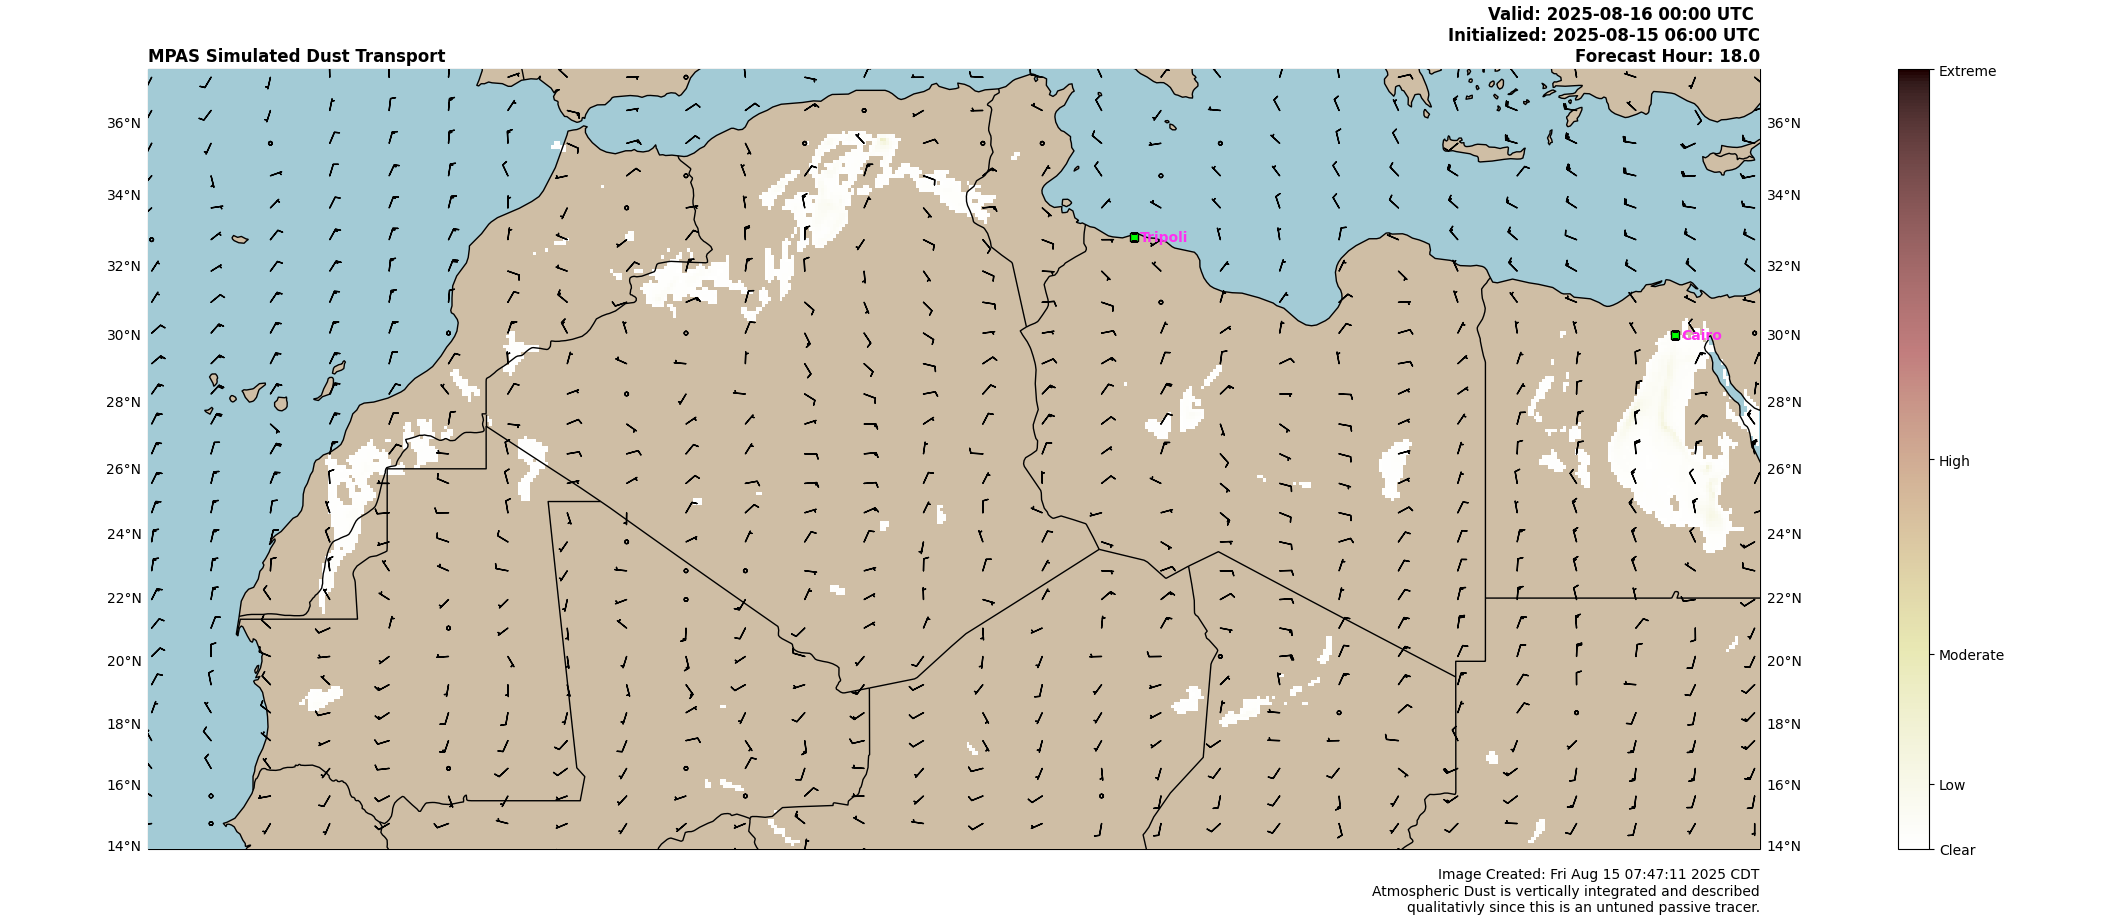 Valid: 2025-08-16 00:00 UTC
Initialized: 2025-08-15 06:00 UTC
MPAS Simulated Dust Transport
Forecast Hour: 18.0
Extreme
36°N
36°N
34°N
34°N
Tripoli
32°N
32°N
30°N
Cairo
30°N
28°N
28°N
26°N
26°N
High
24°N
24°N
22°N
22°N
20°N
20°N
Moderate
18°N
18°N
16°N
16°N
Low
14°N
14°N
Clear
Image Created: Fri Aug 15 07:47:11 2025 CDT
Atmospheric Dust is vertically integrated and described
qualitativly since this is an untuned passive tracer.